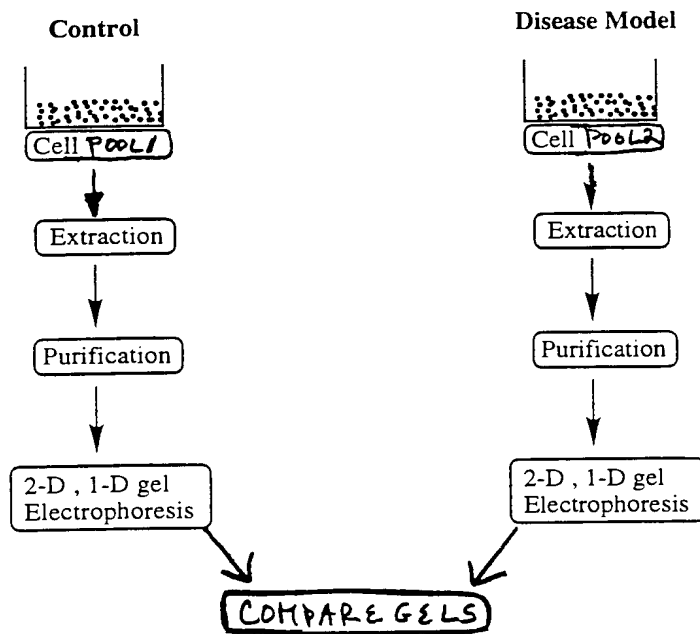 Control
Cell POOL1
Extraction
Purification
2-D , 1-D gel
Electrophoresis
Disease Model
Cell POOL2
Extraction
Purification
2-D , 1-D gel
Electrophoresis
COMPARE GELS